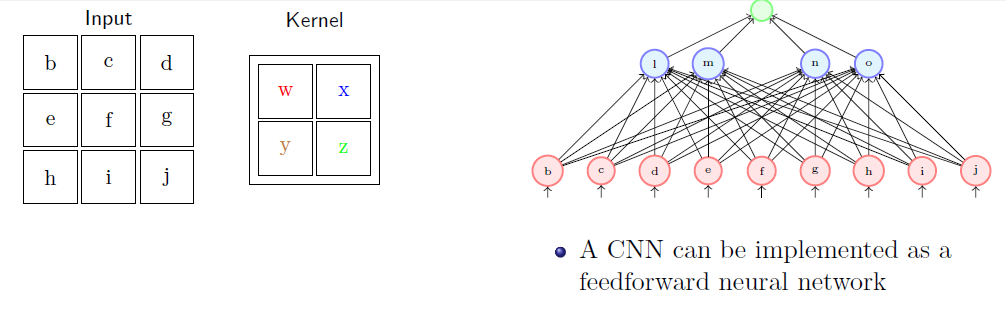 Input
b c d
e f g
h i j
Kernel
w x
y z
l m n o
b c d e f g h i j
A CNN can be implemented as a
feedforward neural network